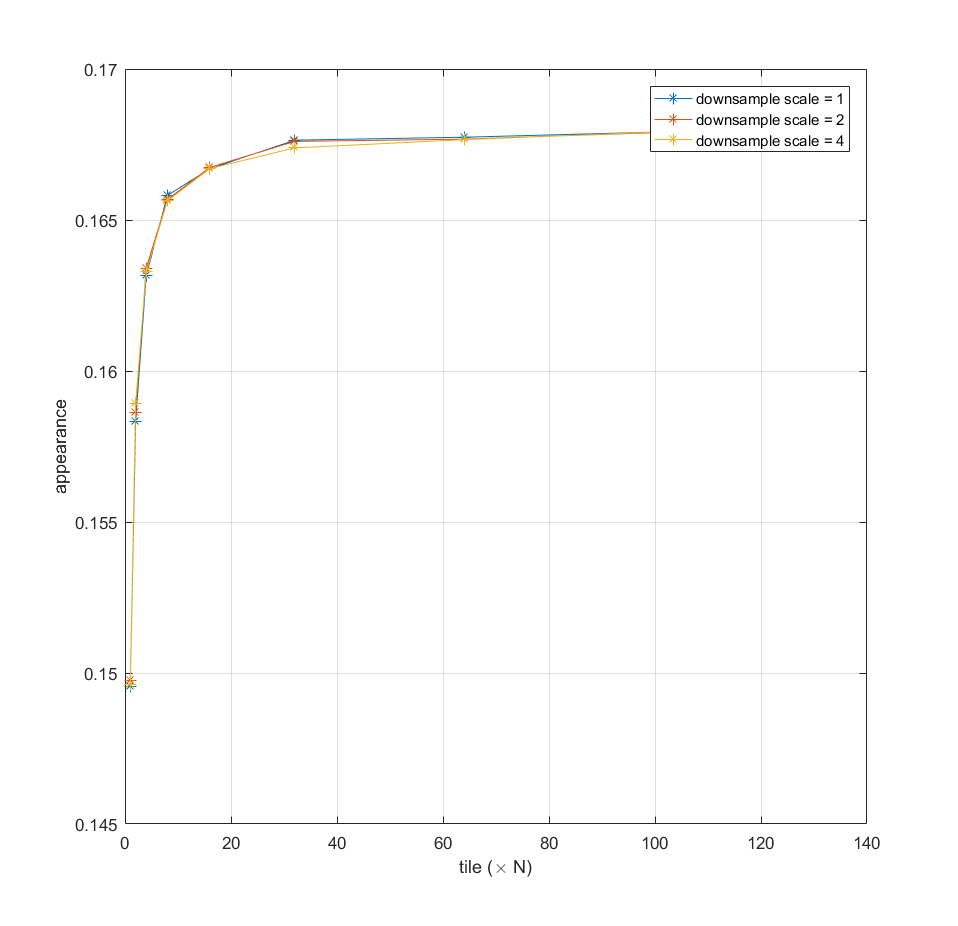 0.17
0.165
0.16
0.155
0.15
0.145
appearance
0
20
40
60
80
100
120
140
tile (× N)
downsample scale = 1
downsample scale = 2
downsample scale = 4